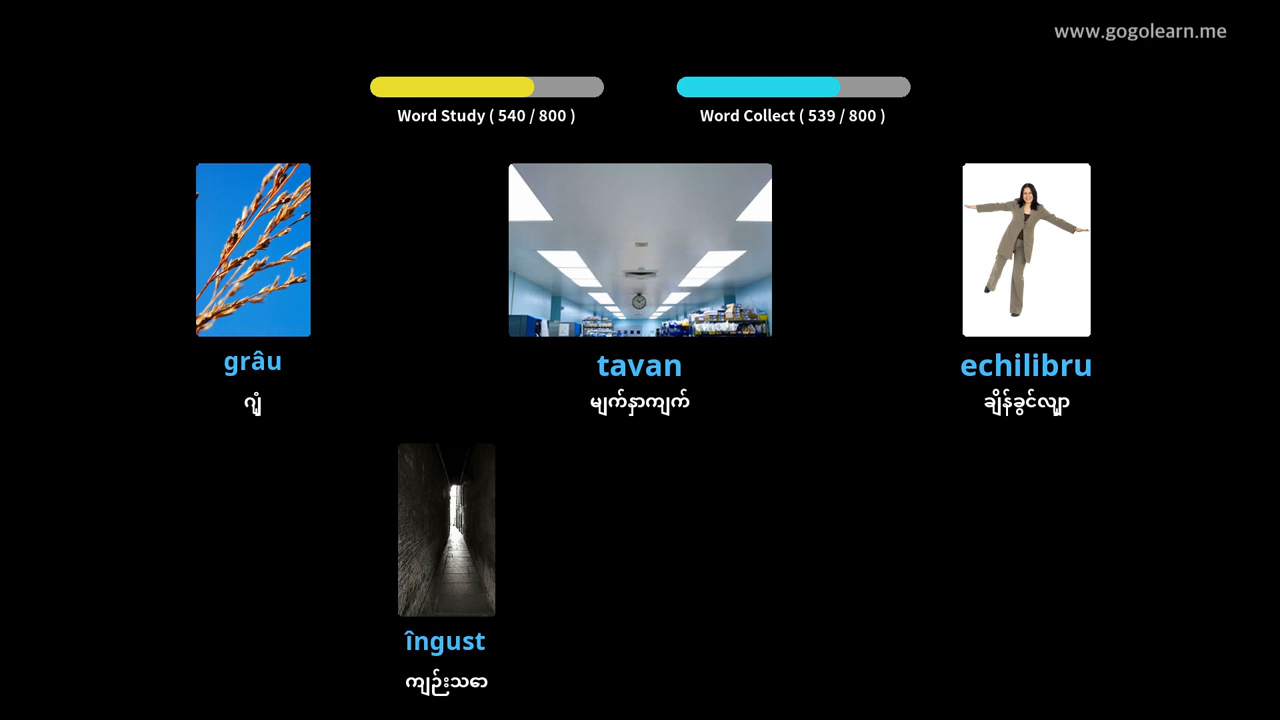 www.gogolearn.me
Word Study ( 540 / 800 )
Word Collect ( 539 / 800 )
grâu
ဂျုံ
tavan
မျက်နှာကျက်
echilibru
ချိန်ခွင်လျှာ
îngust
ကျဉ်းသော